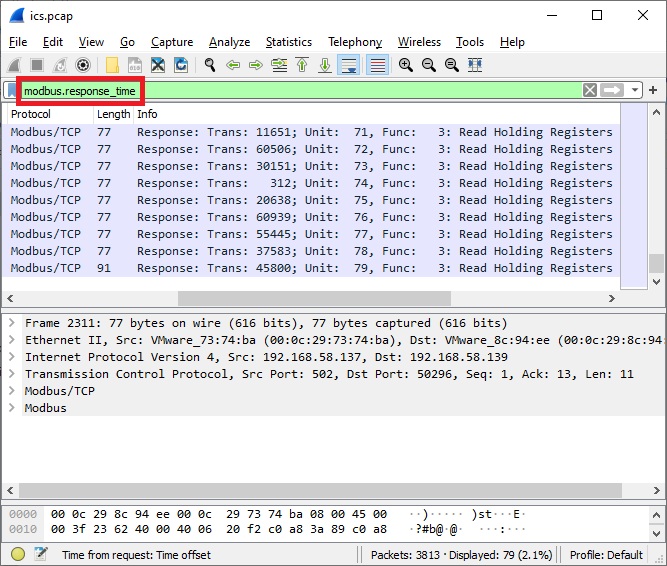 ics.pcap
File Edit View Go Capture Analyze Statistics Telephony Wireless Tools Help
modbus.response_time
Protocol Length Info
Modbus/TCP 77 Response: Trans: 11651; Unit: 71, Func: 3: Read Holding Registers
Modbus/TCP 77 Response: Trans: 60506; Unit: 72, Func: 3: Read Holding Registers
Modbus/TCP 77 Response: Trans: 30151; Unit: 73, Func: 3: Read Holding Registers
Modbus/TCP 77 Response: Trans: 312; Unit: 74, Func: 3: Read Holding Registers
Modbus/TCP 77 Response: Trans: 20638; Unit: 75, Func: 3: Read Holding Registers
Modbus/TCP 77 Response: Trans: 60939; Unit: 76, Func: 3: Read Holding Registers
Modbus/TCP 77 Response: Trans: 55445; Unit: 77, Func: 3: Read Holding Registers
Modbus/TCP 77 Response: Trans: 37583; Unit: 78, Func: 3: Read Holding Registers
Modbus/TCP 91 Response: Trans: 45800; Unit: 79, Func: 3: Read Holding Registers
Frame 2311: 77 bytes on wire (616 bits), 77 bytes captured (616 bits)
Ethernet II, Src: VMware_73:74:ba (00:0c:29:73:74:ba), Dst: VMware_8c:94:ee (00:0c:29:8c:94:
Internet Protocol Version 4, Src: 192.168.58.137, Dst: 192.168.58.139
Transmission Control Protocol, Src Port: 502, Dst Port: 50296, Seq: 1, Ack: 13, Len: 11
Modbus/TCP
Modbus
0000 00 0c 29 8c 94 ee 00 0c 29 73 74 ba 08 00 45 00 ··)····· )st···E·
0010 00 3f 23 62 40 00 40 06 20 f2 c0 a8 3a 89 c0 a8 ·?#b@·@· ···:···
Time from request: Time offset Packets: 3813 · Displayed: 79 (2.1%) Profile: Default